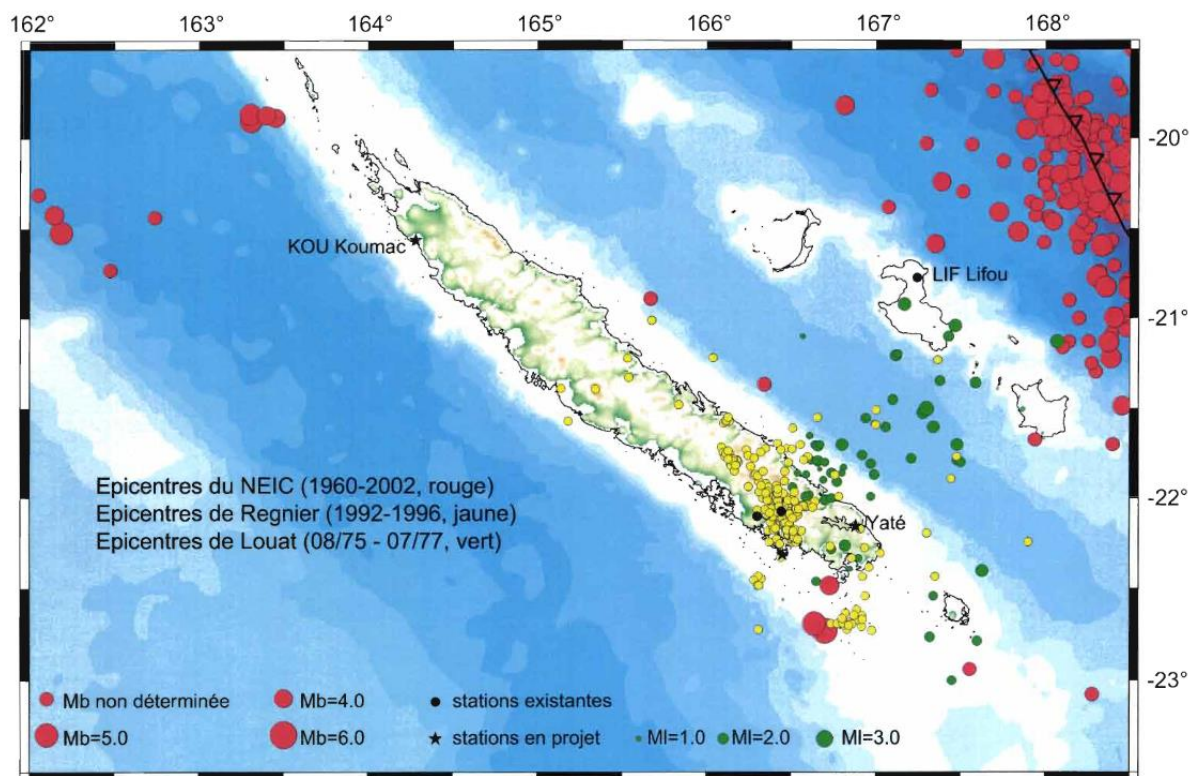 162° 163° 164° 165° 166° 167° 168°
-20°
KOU Koumac
LIF Lifou
-21°
Epicentres du NEIC (1960-2002, rouge)
Epicentres de Regnier (1992-1996, jaune)
Epicentres de Louat (08/75 - 07/77, vert)
-22°
Yaté
-23°
Mb non déterminée Mb=4.0 stations existantes
Mb=5.0 Mb=6.0 stations en projet Ml=1.0 Ml=2.0 Ml=3.0